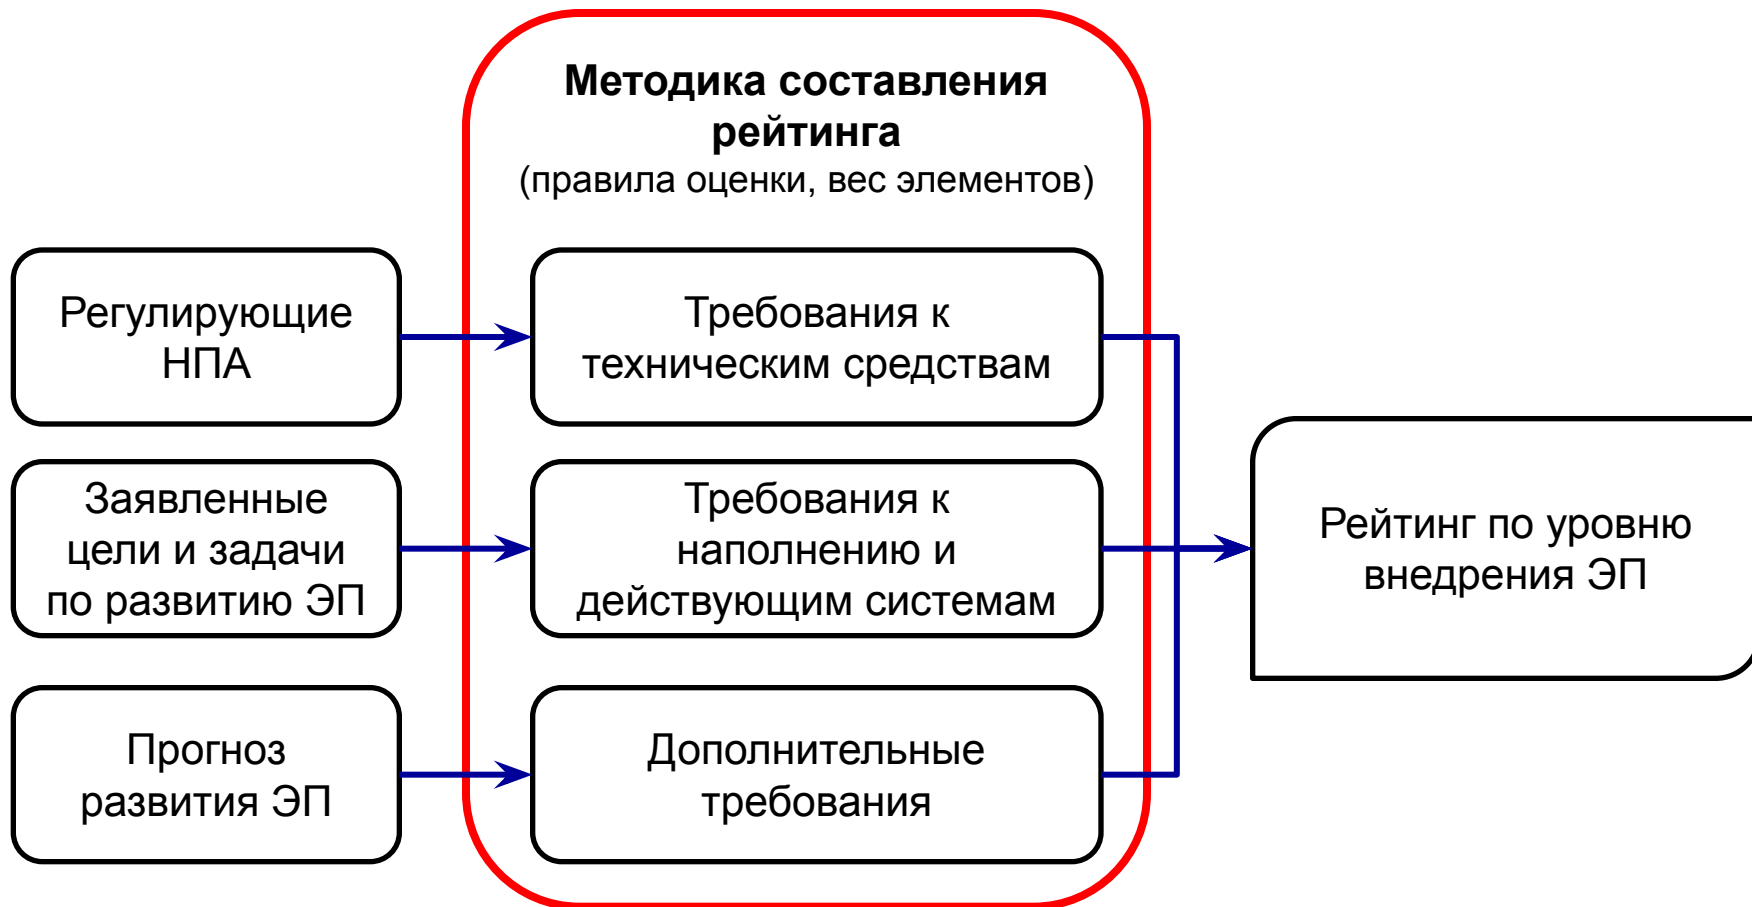 Методика составления
рейтинга
(правила оценки, вес элементов)
Регулирующие
НПА
Требования к
техническим средствам
Заявленные
цели и задачи
по развитию ЭП
Требования к
наполнению и
действующим системам
Прогноз
развития ЭП
Дополнительные
требования
Рейтинг по уровню
внедрения ЭП